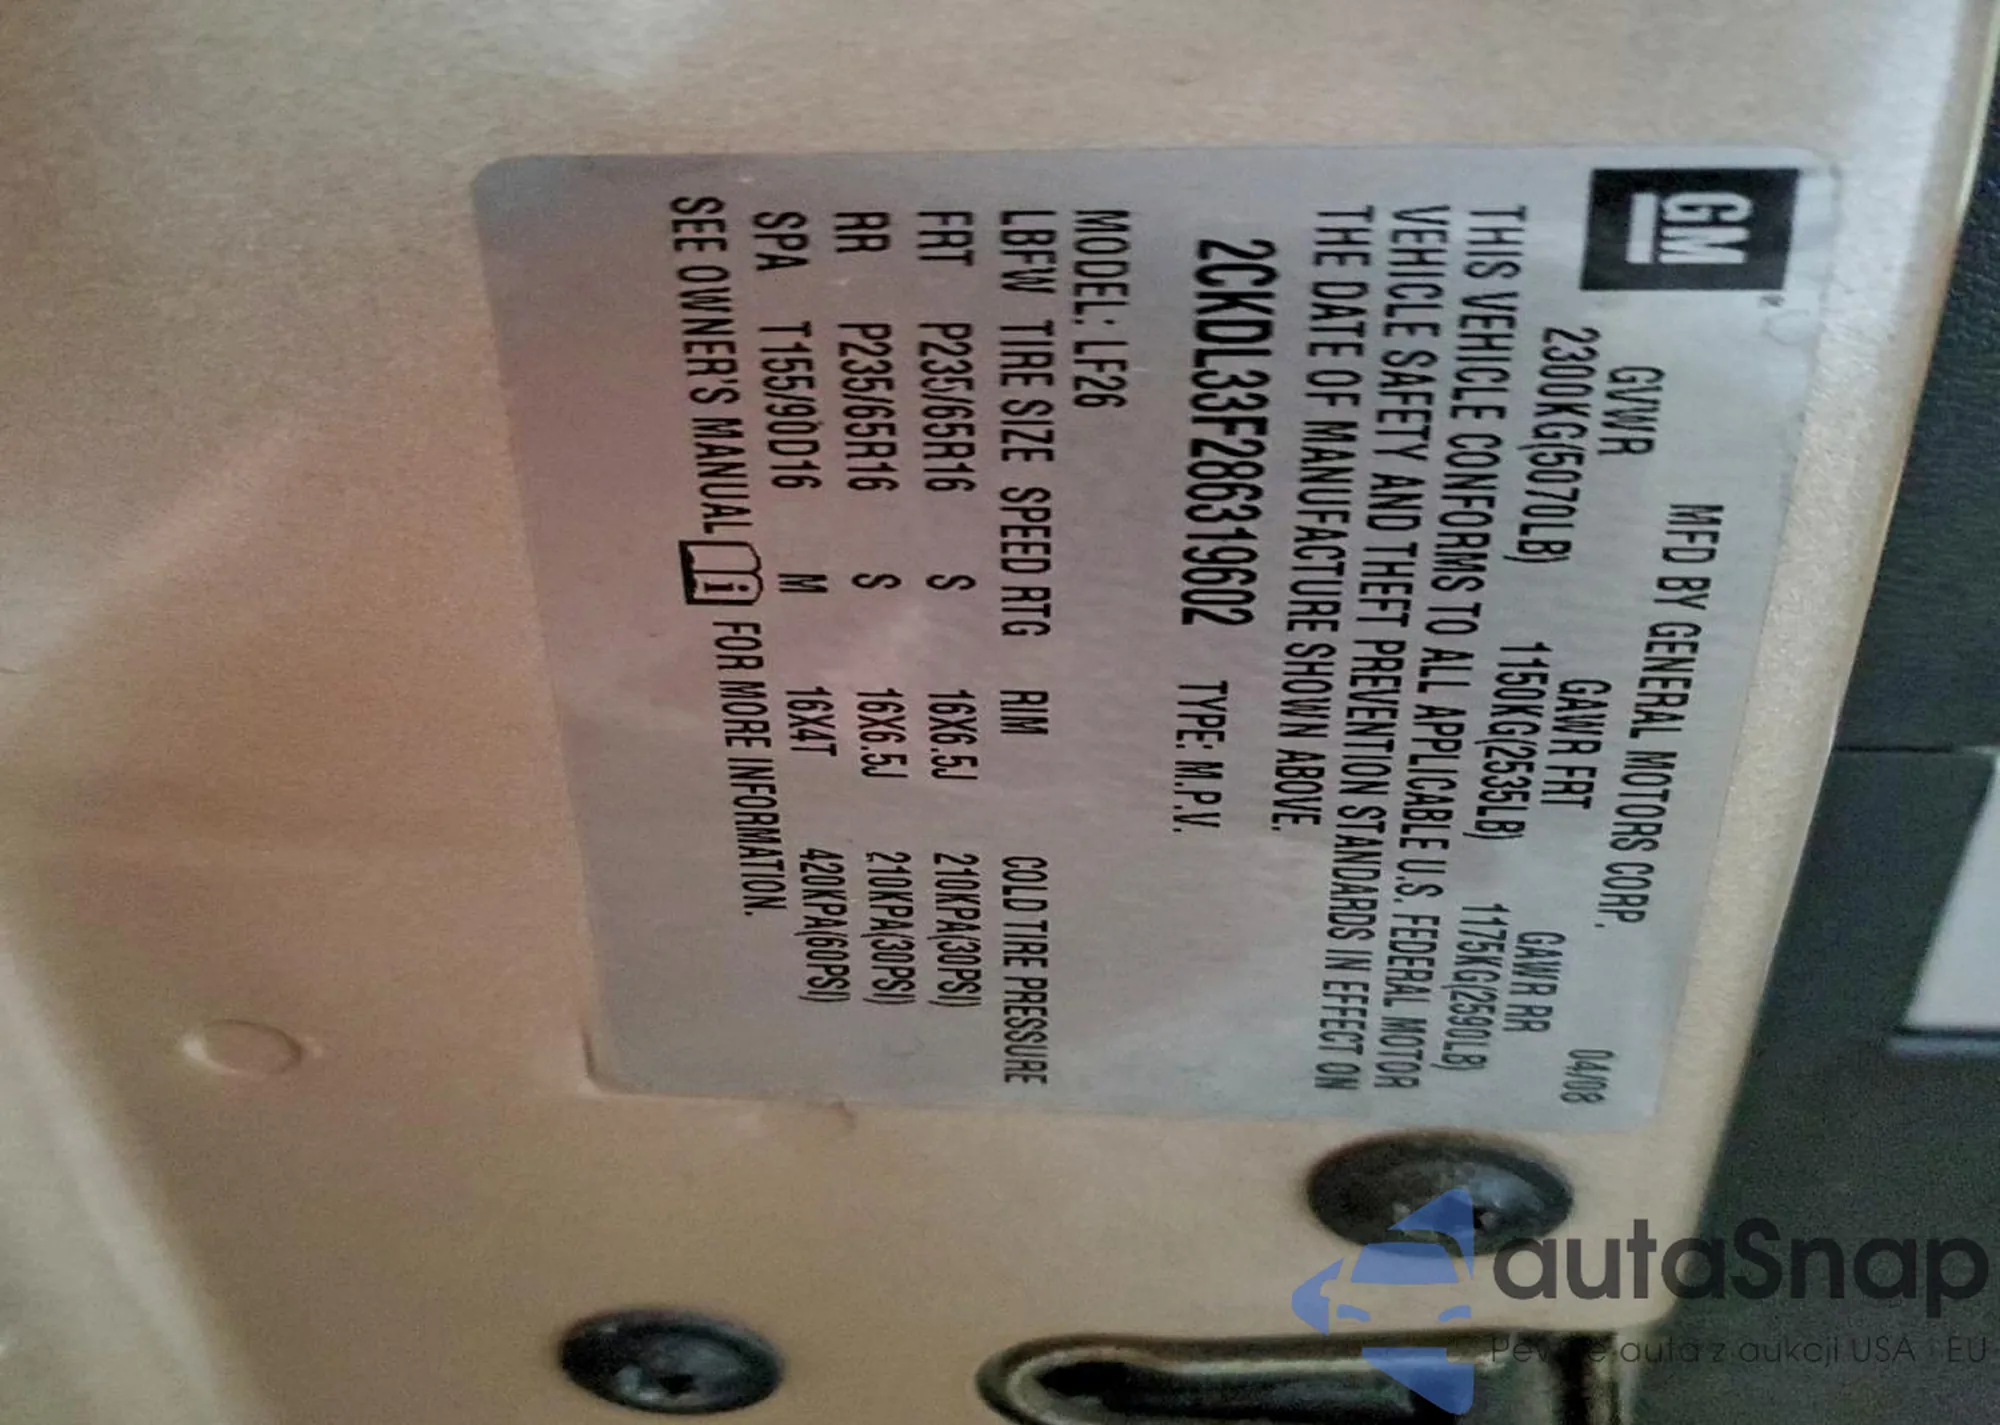 GM
MFD BY GENERAL MOTORS CORP.
04/08
GVWR GAWR FRT GAWR RR
2300KG(5070LB) 1150KG(2535LB) 1175KG(2590LB)
THIS VEHICLE CONFORMS TO ALL APPLICABLE U.S. FEDERAL MOTOR
VEHICLE SAFETY AND THEFT PREVENTION STANDARDS IN EFFECT ON
THE DATE OF MANUFACTURE SHOWN ABOVE.
2CKDL33F286319602 TYPE: M.P.V.
MODEL: LF26
LBFW TIRE SIZE SPEED RTG RIM COLD TIRE PRESSURE
FRT P235/65R16 S 16X6.5J 210KPA(30PSI)
RR P235/65R16 S 16X6.5J 210KPA(30PSI)
SPA T155/90D16 M 16X4T 420KPA(60PSI)
SEE OWNER'S MANUAL i FOR MORE INFORMATION.
autaSnap
auta z aukcji USA i EU